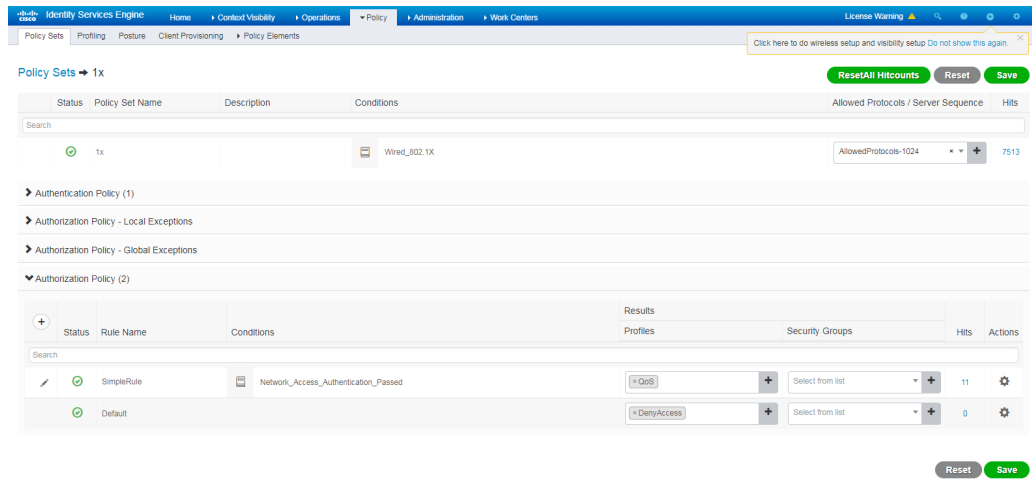 cisco Identity Services Engine Home Context Visibility Operations Policy Administration Work Centers License Warning
Policy Sets Profiling Posture Client Provisioning Policy Elements
Click here to do wireless setup and visibility setup Do not show this again.
Policy Sets → 1x
ResetAll Hitcounts Reset Save
Status Policy Set Name Description Conditions Allowed Protocols / Server Sequence Hits
Search
1x Wired_802.1X AllowedProtocols-1024 × + 7513
Authentication Policy (1)
Authorization Policy - Local Exceptions
Authorization Policy - Global Exceptions
Authorization Policy (2)
Results
+ Status Rule Name Conditions Profiles Security Groups Hits Actions
Search
SimpleRule Network_Access_Authentication_Passed ×QoS + Select from list + 11
Default ×DenyAccess + Select from list + 0
Reset Save